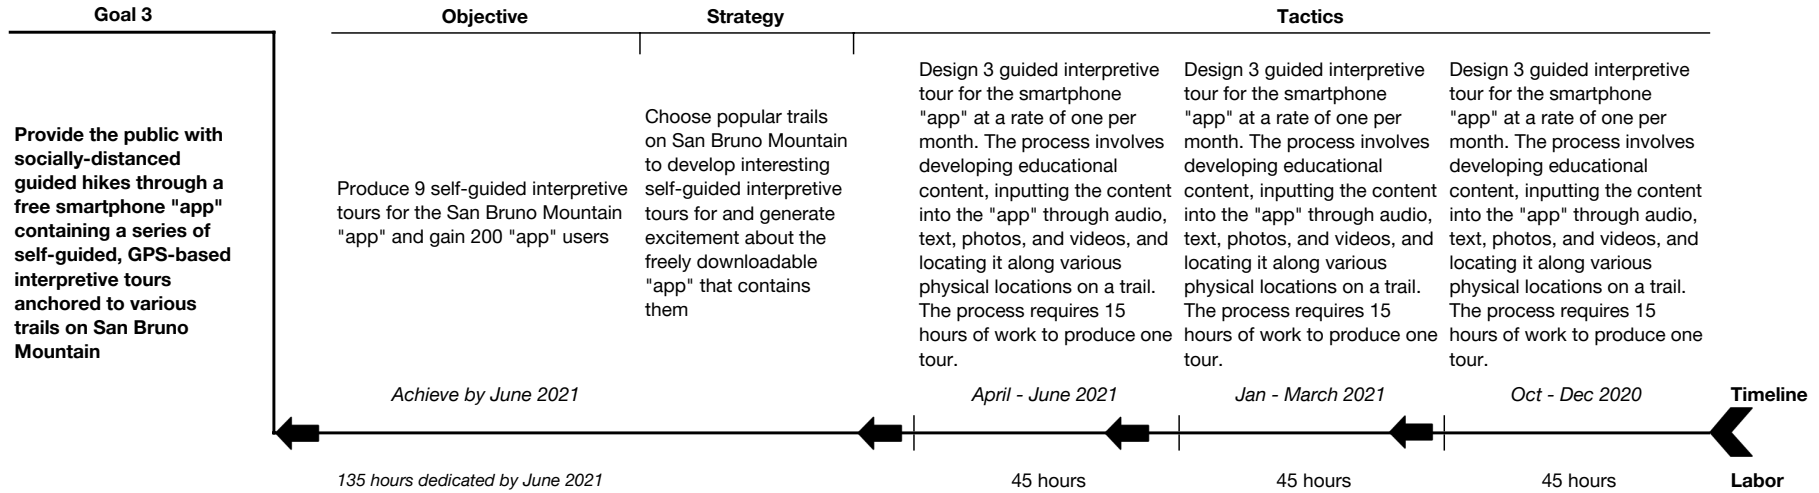 Goal 3
Objective
Strategy
Tactics
Provide the public with
socially-distanced
guided hikes through a
free smartphone "app"
containing a series of
self-guided, GPS-based
interpretive tours
anchored to various
trails on San Bruno
Mountain
Produce 9 self-guided interpretive
tours for the San Bruno Mountain
"app" and gain 200 "app" users
Choose popular trails
on San Bruno Mountain
to develop interesting
self-guided interpretive
tours for and generate
excitement about the
freely downloadable
"app" that contains
them
Design 3 guided interpretive
tour for the smartphone
"app" at a rate of one per
month. The process involves
developing educational
content, inputting the content
into the "app" through audio,
text, photos, and videos, and
locating it along various
physical locations on a trail.
The process requires 15
hours of work to produce one
tour.
Design 3 guided interpretive
tour for the smartphone
"app" at a rate of one per
month. The process involves
developing educational
content, inputting the content
into the "app" through audio,
text, photos, and videos, and
locating it along various
physical locations on a trail.
The process requires 15
hours of work to produce one
tour.
Design 3 guided interpretive
tour for the smartphone
"app" at a rate of one per
month. The process involves
developing educational
content, inputting the content
into the "app" through audio,
text, photos, and videos, and
locating it along various
physical locations on a trail.
The process requires 15
hours of work to produce one
tour.
Achieve by June 2021
April - June 2021
Jan - March 2021
Oct - Dec 2020
Timeline
135 hours dedicated by June 2021
45 hours
45 hours
45 hours
Labor